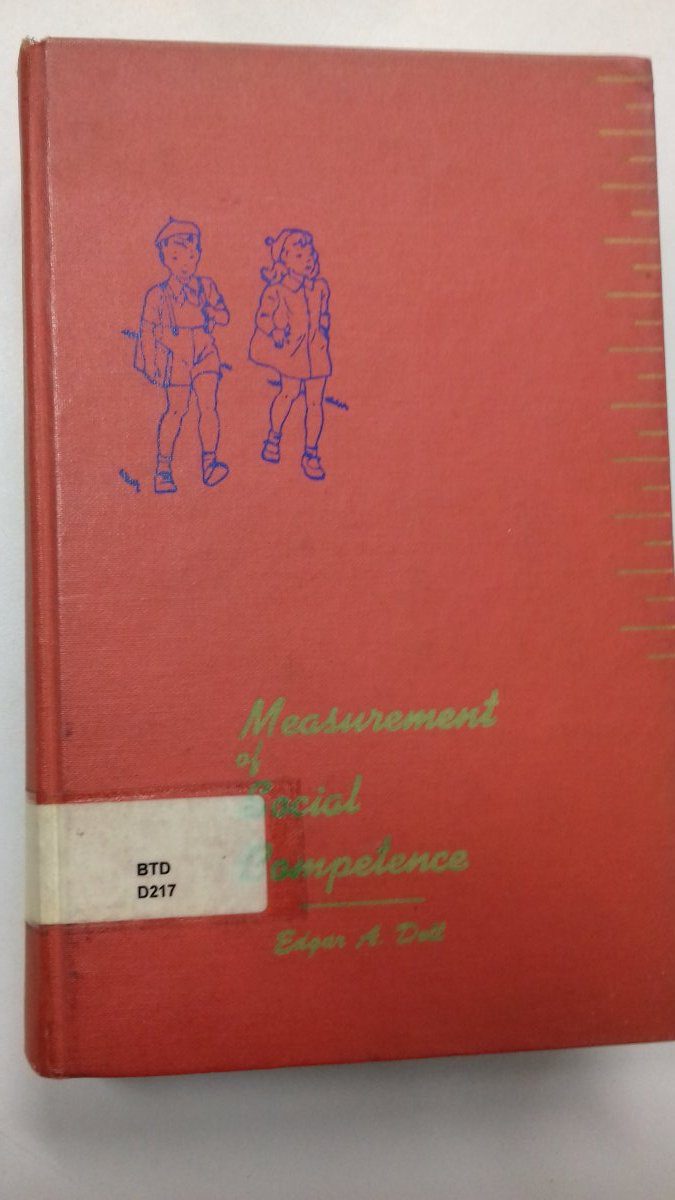 Measurement
of
Social
Competence
Edgar A. Doll
BTD
D217